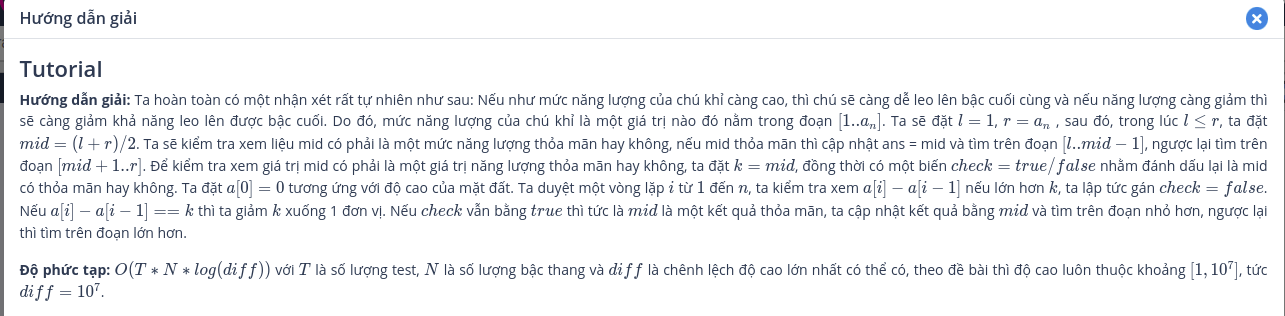 Hướng dẫn giải
Tutorial
Hướng dẫn giải: Ta hoàn toàn có một nhận xét rất tự nhiên như sau: Nếu như mức năng lượng của chú khỉ càng cao, thì chú sẽ càng dễ leo lên bậc cuối cùng và nếu năng lượng càng giảm thì
sẽ càng giảm khả năng leo lên được bậc cuối. Do đó, mức năng lượng của chú khỉ là một giá trị nào đó nằm trong đoạn [1..aₙ]. Ta sẽ đặt l = 1, r = aₙ , sau đó, trong lúc l ≤ r, ta đặt
mid = (l + r)/2. Ta sẽ kiểm tra xem liệu mid có phải là một mức năng lượng thỏa mãn hay không, nếu mid thỏa mãn thì cập nhật ans = mid và tìm trên đoạn [l..mid − 1], ngược lại tìm trên
đoạn [mid + 1..r]. Để kiểm tra xem giá trị mid có phải là một giá trị năng lượng thỏa mãn hay không, ta đặt k = mid, đồng thời có một biến check = true/false nhằm đánh dấu lại là mid
có thỏa mãn hay không. Ta đặt a[0] = 0 tương ứng với độ cao của mặt đất. Ta duyệt một vòng lặp i từ 1 đến n, ta kiểm tra xem a[i] − a[i − 1] nếu lớn hơn k, ta lập tức gán check = false.
Nếu a[i] − a[i − 1] == k thì ta giảm k xuống 1 đơn vị. Nếu check vẫn bằng true thì tức là mid là một kết quả thỏa mãn, ta cập nhật kết quả bằng mid và tìm trên đoạn nhỏ hơn, ngược lại
thì tìm trên đoạn lớn hơn.
Độ phức tạp: O(T ∗ N ∗ log(diff)) với T là số lượng test, N là số lượng bậc thang và diff là chênh lệch độ cao lớn nhất có thể có, theo đề bài thì độ cao luôn thuộc khoảng [1, 10⁷], tức
diff = 10⁷.